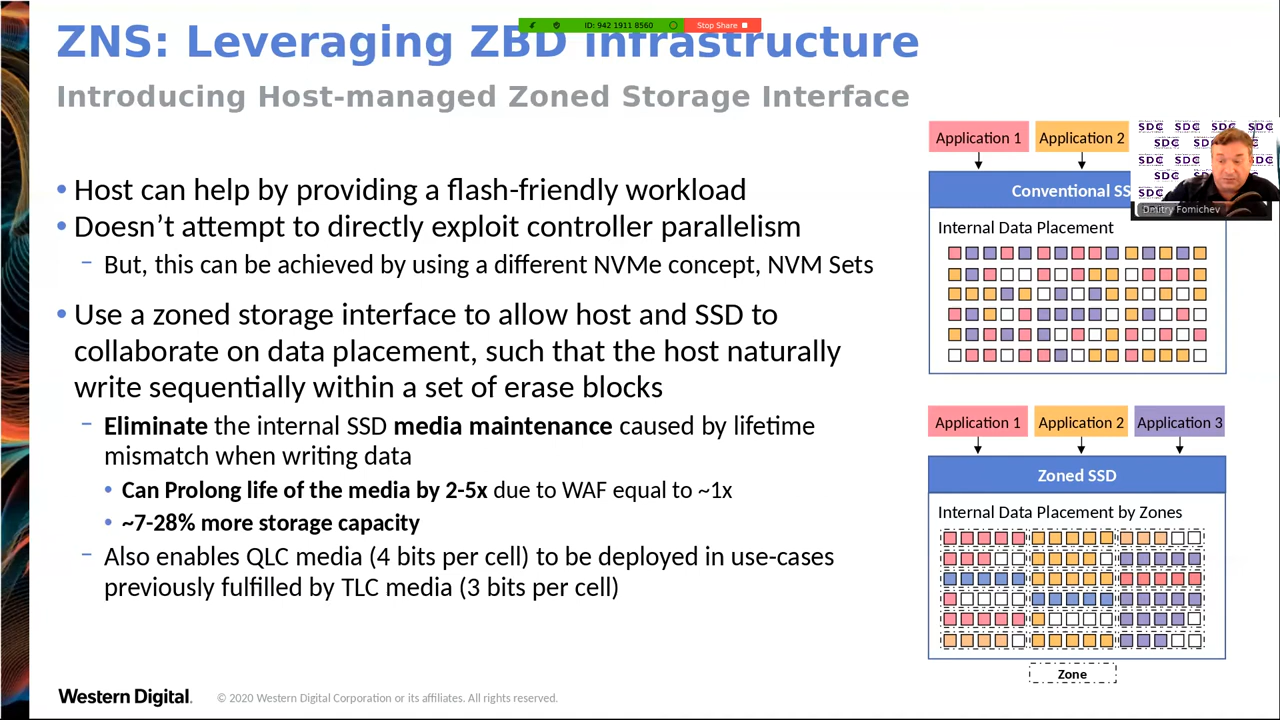 ZNS: Leveraging ZBD infrastructure
ID: 942 1911 8560
Stop Share
Introducing Host-managed Zoned Storage Interface
• Host can help by providing a flash-friendly workload
• Doesn’t attempt to directly exploit controller parallelism
– But, this can be achieved by using a different NVMe concept, NVM Sets
• Use a zoned storage interface to allow host and SSD to
collaborate on data placement, such that the host naturally
write sequentially within a set of erase blocks
– Eliminate the internal SSD media maintenance caused by lifetime
mismatch when writing data
• Can Prolong life of the media by 2-5x due to WAF equal to ~1x
• ~7-28% more storage capacity
– Also enables QLC media (4 bits per cell) to be deployed in use-cases
previously fulfilled by TLC media (3 bits per cell)
Application 1 Application 2
Conventional SS
Internal Data Placement
SDC SDC SDC SDC
SDC
SDC
SDC
Dmitry Fomichev
Application 1 Application 2 Application 3
Zoned SSD
Internal Data Placement by Zones
Zone
Western Digital.
© 2020 Western Digital Corporation or its affiliates. All rights reserved.